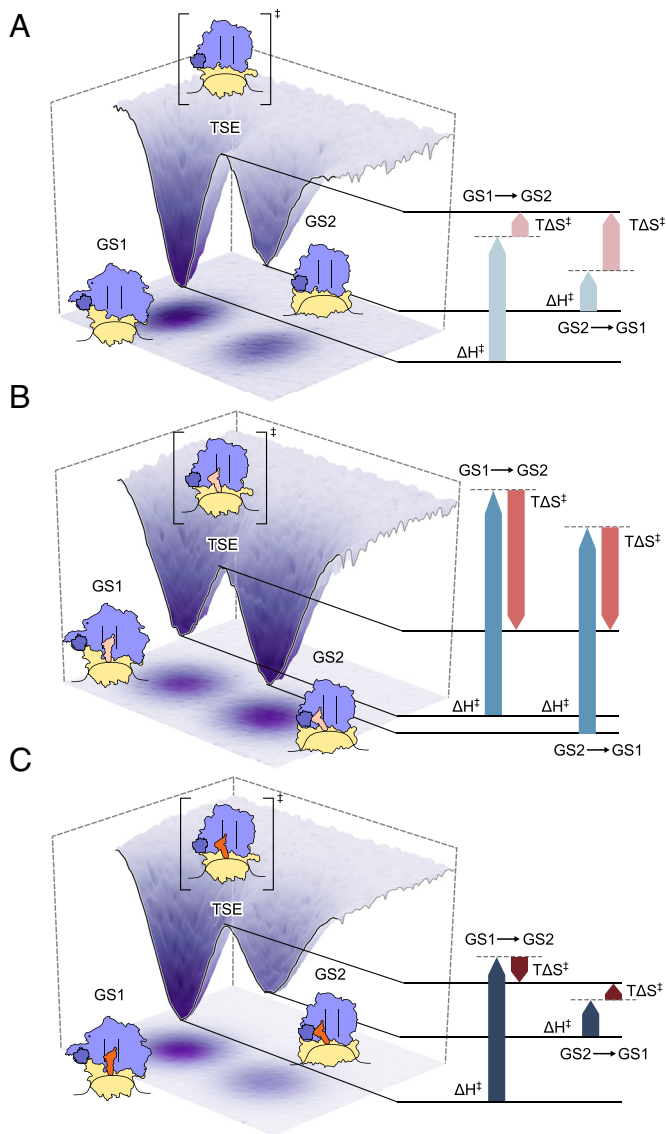 A
‡
TSE
GS1→GS2
TΔS‡
TΔS‡
GS2
GS1
ΔH‡
GS2→GS1
ΔH‡
B
‡
GS1→GS2
TΔS‡
TΔS‡
TSE
GS1
GS2
ΔH‡
ΔH‡
GS2→GS1
C
‡
TSE
GS1→GS2
TΔS‡
TΔS‡
GS1
GS2
ΔH‡
GS2→GS1
ΔH‡